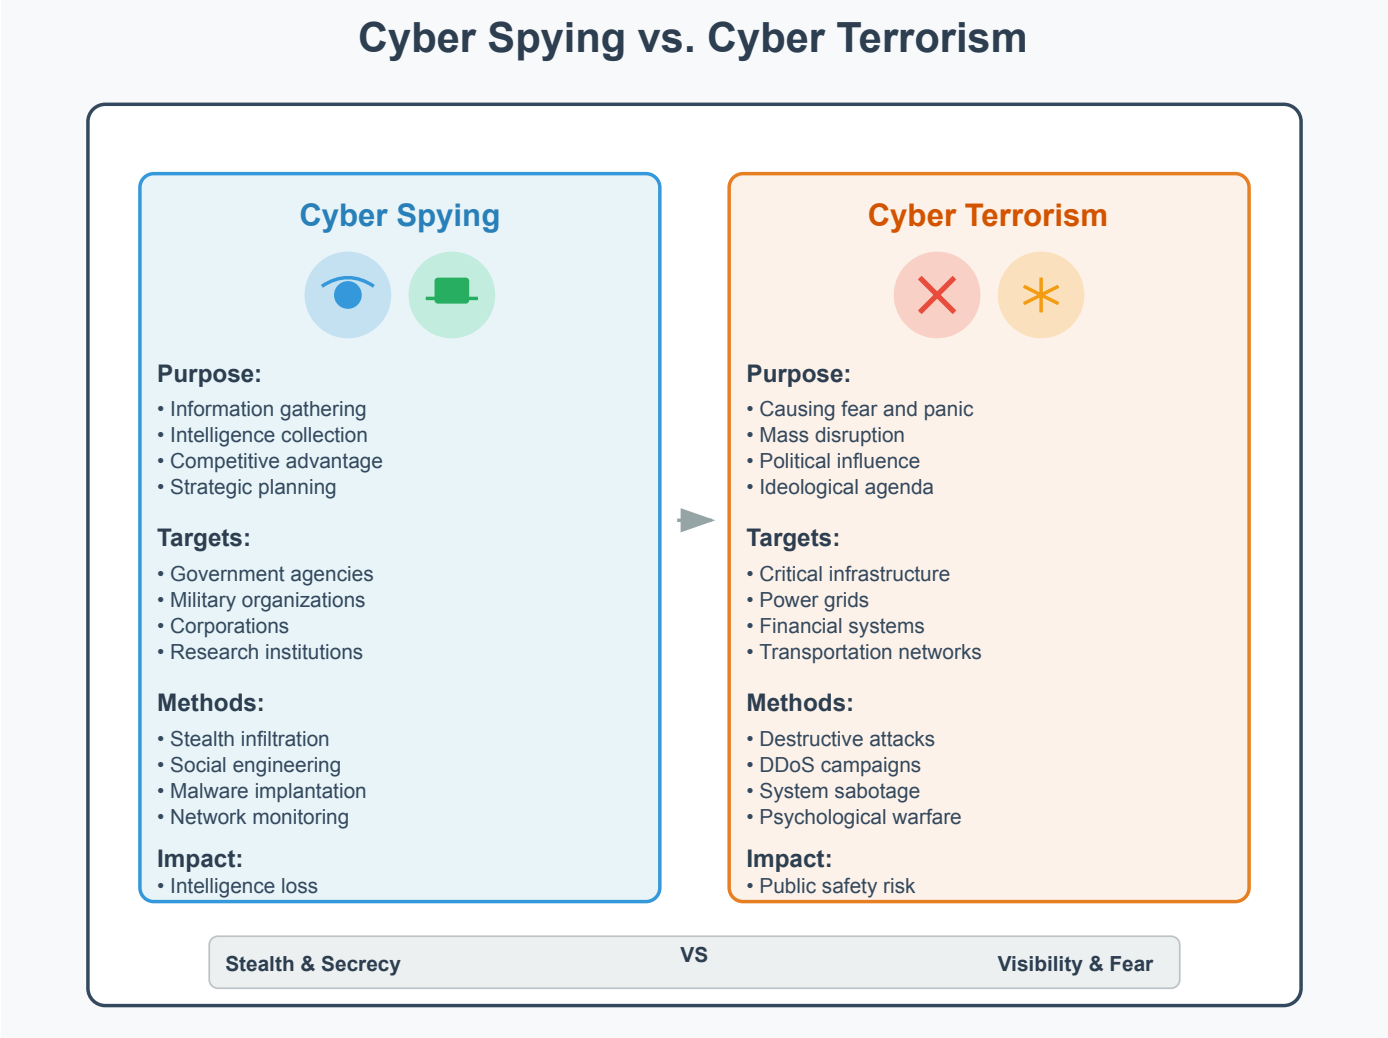 Cyber Spying vs. Cyber Terrorism
Cyber Spying
Purpose:
• Information gathering
• Intelligence collection
• Competitive advantage
• Strategic planning
Targets:
• Government agencies
• Military organizations
• Corporations
• Research institutions
Methods:
• Stealth infiltration
• Social engineering
• Malware implantation
• Network monitoring
Impact:
• Intelligence loss
Cyber Terrorism
Purpose:
• Causing fear and panic
• Mass disruption
• Political influence
• Ideological agenda
Targets:
• Critical infrastructure
• Power grids
• Financial systems
• Transportation networks
Methods:
• Destructive attacks
• DDoS campaigns
• System sabotage
• Psychological warfare
Impact:
• Public safety risk
Stealth & Secrecy
VS
Visibility & Fear